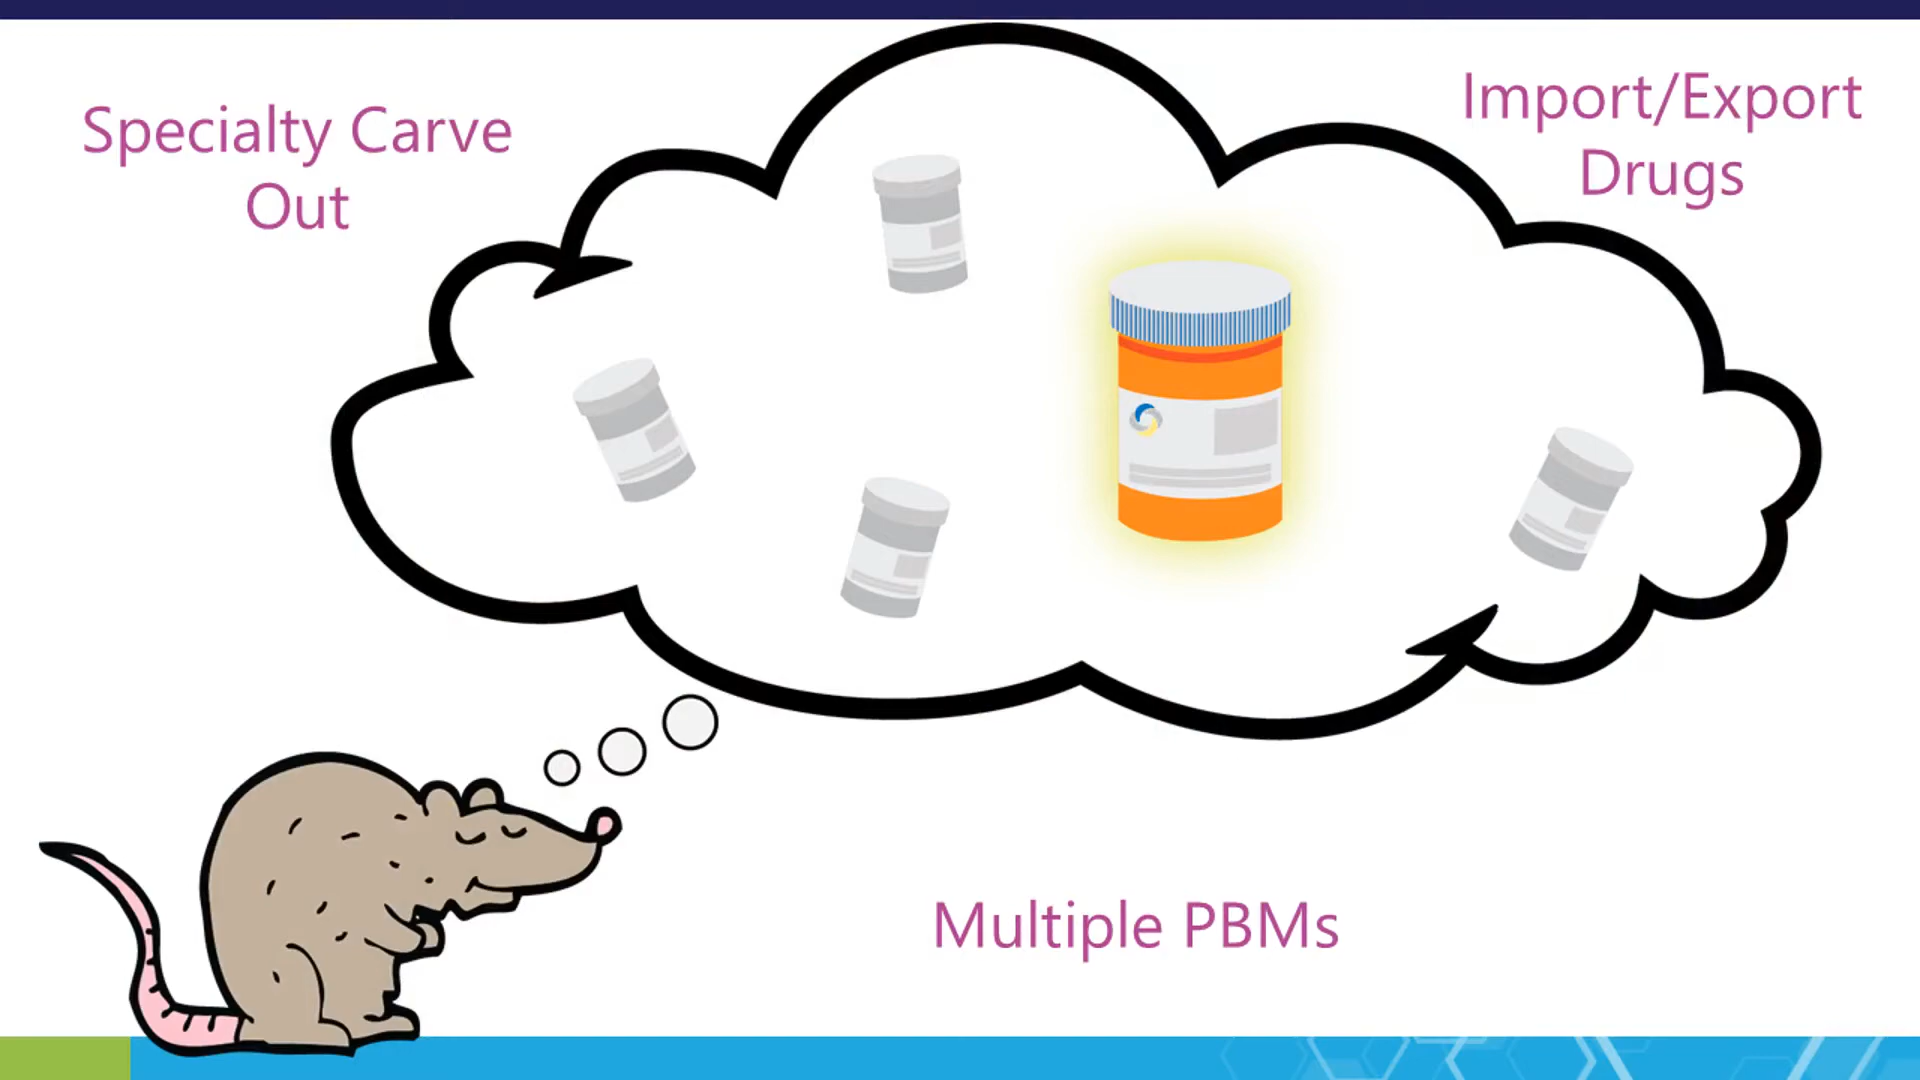 Specialty Carve
Out
Import/Export
Drugs
Multiple PBMs